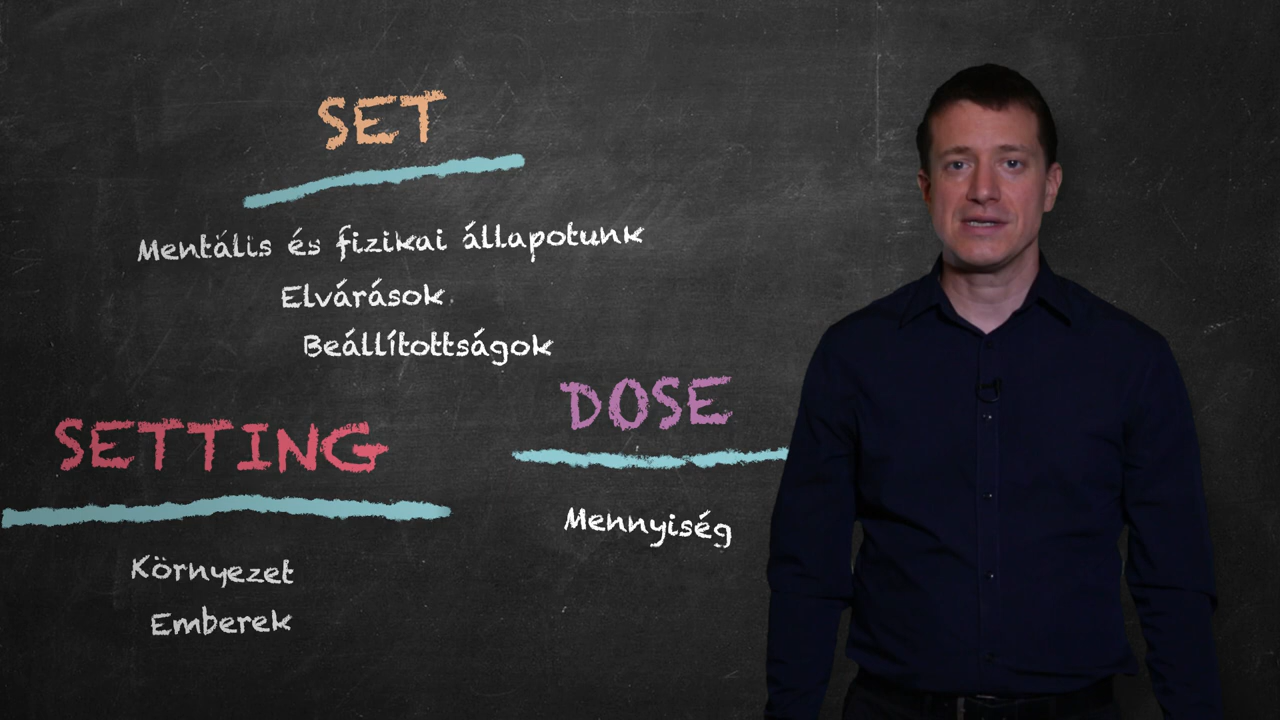 SET
Mentális és fizikai állapotunk
Elvárások
Beállítottságok
SETTING
Környezet
Emberek
DOSE
Mennyiség